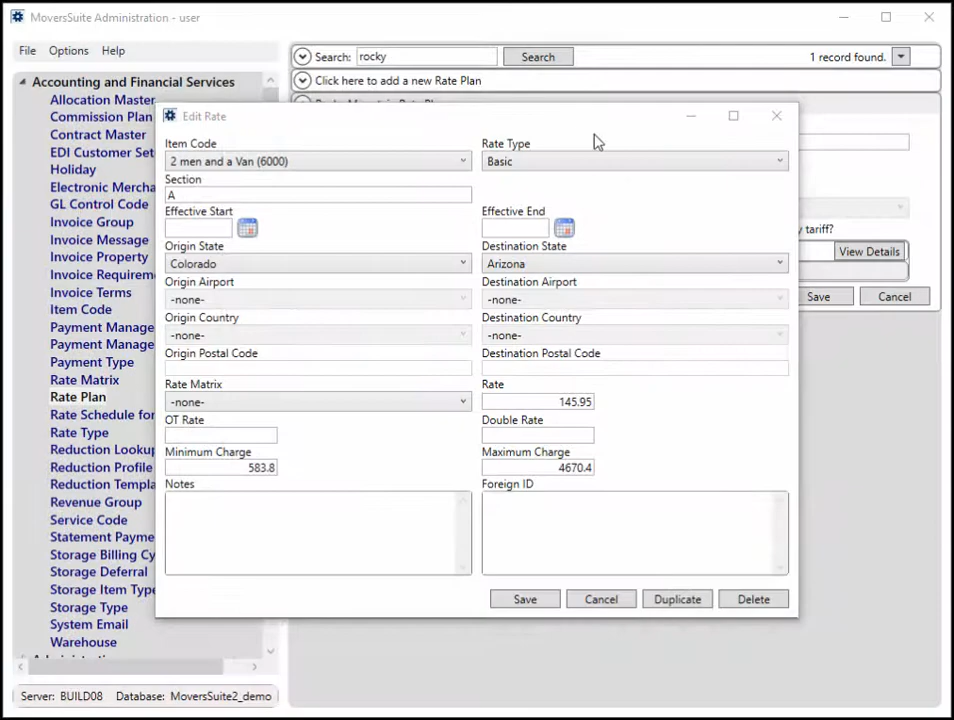 MoversSuite Administration - user
File Options Help
Search: rocky Search 1 record found.
Click here to add a new Rate Plan
Accounting and Financial Services
Allocation Master
Commission Plan
Contract Master
EDI Customer Set
Holiday
Electronic Mercha
GL Control Code
Invoice Group
Invoice Message
Invoice Property
Invoice Requirem
Invoice Terms
Item Code
Payment Manage
Payment Manage
Payment Type
Rate Matrix
Rate Plan
Rate Schedule for
Rate Type
Reduction Lookup
Reduction Profile
Reduction Templa
Revenue Group
Service Code
Statement Payme
Storage Billing Cy
Storage Deferral
Storage Item Type
Storage Type
System Email
Warehouse
Edit Rate
Item Code Rate Type
2 men and a Van (6000) Basic
Section
A
Effective Start Effective End
Origin State Destination State
Colorado Arizona
Origin Airport Destination Airport
-none- -none-
Origin Country Destination Country
-none- -none-
Origin Postal Code Destination Postal Code
Rate Matrix Rate
-none- 145.95
OT Rate Double Rate
Minimum Charge Maximum Charge
583.8 4670.4
Notes Foreign ID
Save Cancel Duplicate Delete
y tariff?
View Details
Save Cancel
Server: BUILD08 Database: MoversSuite2_demo